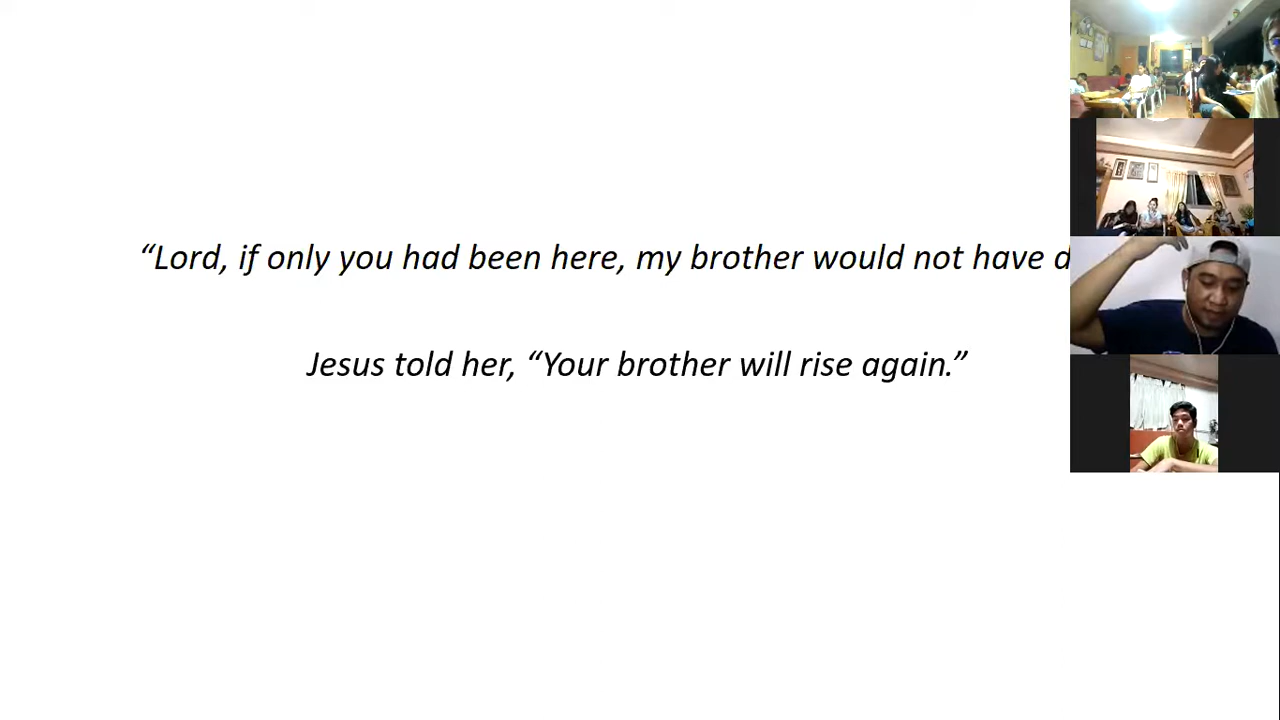 “Lord, if only you had been here, my brother would not have
Jesus told her, “Your brother will rise again.”